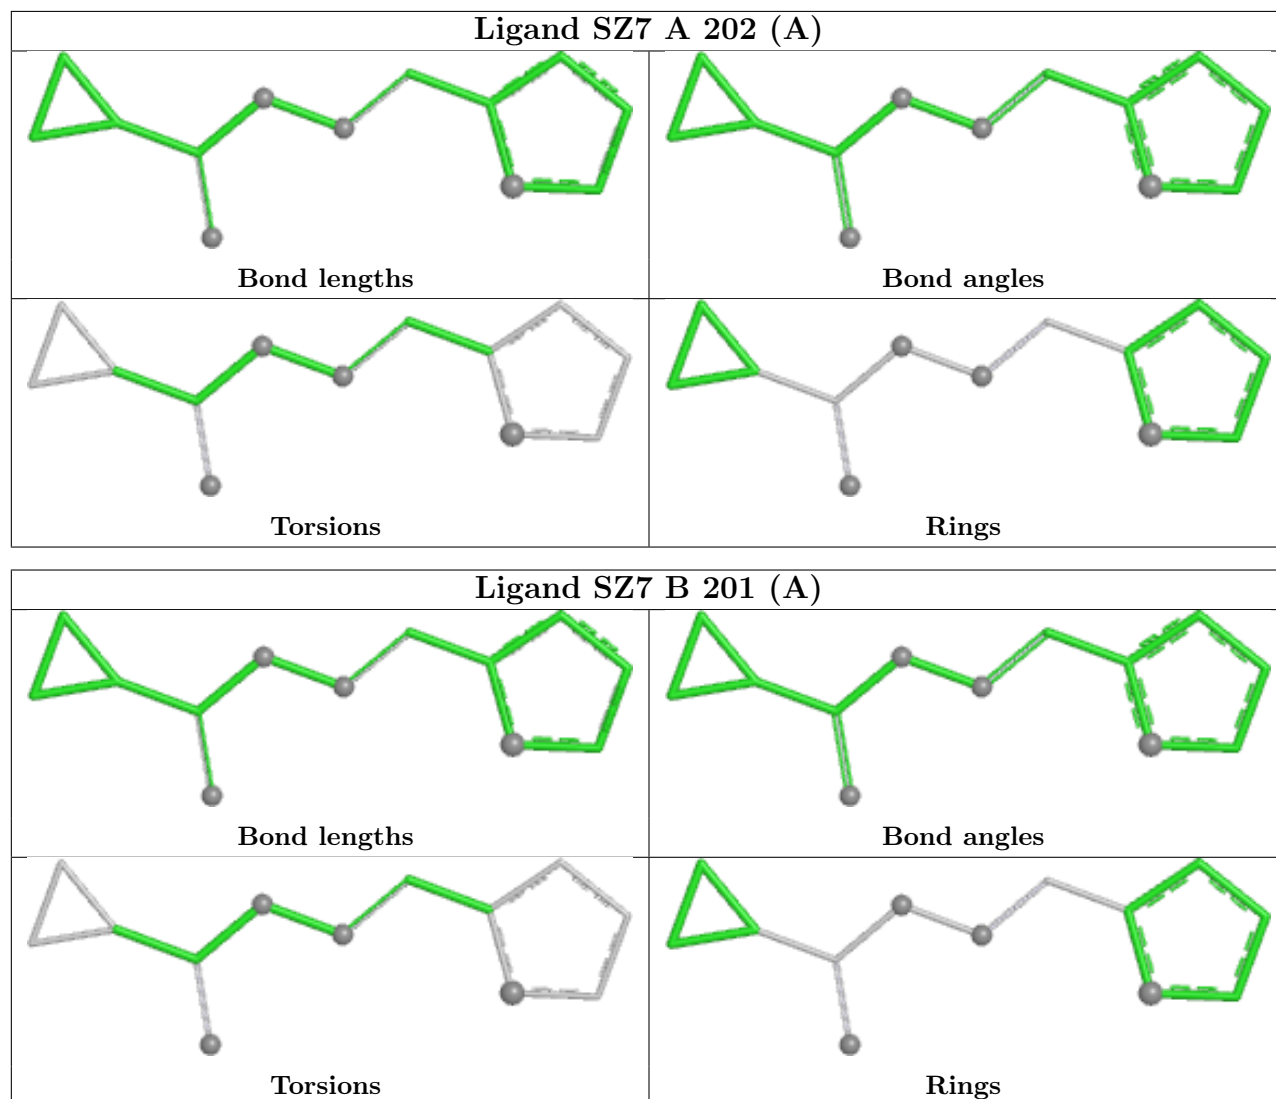 Ligand SZ7 A 202 (A)
Bond lengths
Bond angles
Torsions
Rings
Ligand SZ7 B 201 (A)
Bond lengths
Bond angles
Torsions
Rings